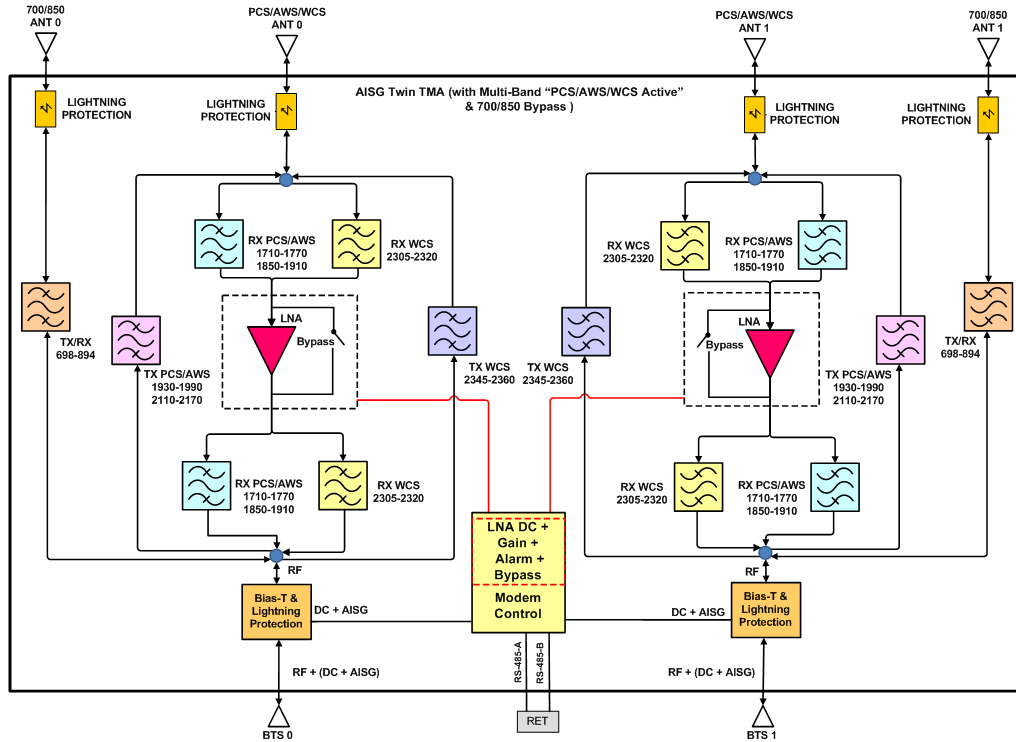 700/850
ANT 0
PCS/AWS/WCS
ANT 0
PCS/AWS/WCS
ANT 1
700/850
ANT 1
AISG Twin TMA (with Multi-Band “PCS/AWS/WCS Active”
& 700/850 Bypass )
LIGHTNING
PROTECTION
LIGHTNING
PROTECTION
LIGHTNING
PROTECTION
LIGHTNING
PROTECTION
RX PCS/AWS
1710-1770
1850-1910
RX WCS
2305-2320
RX WCS
2305-2320
RX PCS/AWS
1710-1770
1850-1910
TX/RX
698-894
TX PCS/AWS
1930-1990
2110-2170
LNA
Bypass
TX WCS
2345-2360
TX WCS
2345-2360
LNA
Bypass
TX PCS/AWS
1930-1990
2110-2170
TX/RX
698-894
RX PCS/AWS
1710-1770
1850-1910
RX WCS
2305-2320
RX WCS
2305-2320
RX PCS/AWS
1710-1770
1850-1910
LNA DC +
Gain +
Alarm +
Bypass
Modem
Control
RF
RF
Bias-T &
Lightning
Protection
DC + AISG
DC + AISG
Bias-T &
Lightning
Protection
RF + (DC + AISG)
RS-485-A
RS-485-B
RF + (DC + AISG)
RET
BTS 0
BTS 1